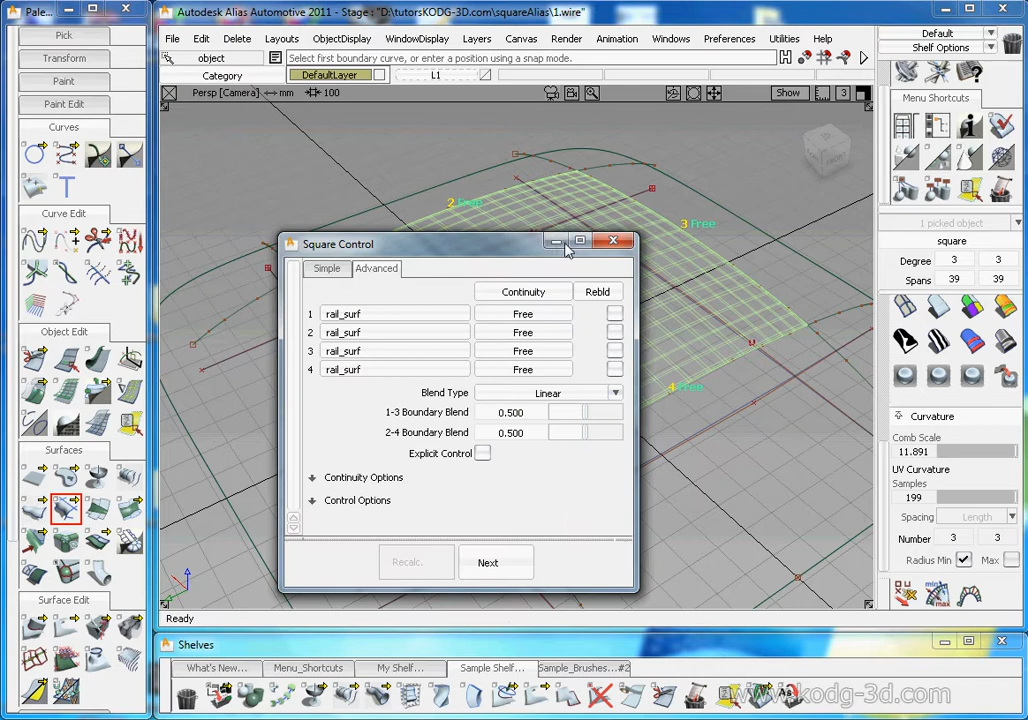 Pale...
Autodesk Alias Automotive 2011 - Stage : "D:\tutorsKODG-3D.com\squareAlias\1.wire"
Pick
Transform
Paint
Paint Edit
Curves
Curve Edit
Object Edit
Surfaces
Surface Edit
File Edit Delete Layouts ObjectDisplay WindowDisplay Layers Canvas Render Animation Windows Preferences Utilities Help
object
Select first boundary curve, or enter a position using a snap mode.
Category DefaultLayer L1
Persp [Camera] <-> mm 100 Show 3
2 Free
3 Free
4 Free
Square Control
Simple Advanced
Continuity Rebld
1 rail_surf Free
2 rail_surf Free
3 rail_surf Free
4 rail_surf Free
Blend Type Linear
1-3 Boundary Blend 0.500
2-4 Boundary Blend 0.500
Explicit Control
Continuity Options
Control Options
Recalc. Next
Ready
Default
Shelf Options
Menu Shortcuts
1 picked object
square
Degree 3 3
Spans 39 39
Curvature
Comb Scale
11.891
UV Curvature
Samples
199
Spacing Length
Number 3 3
Radius Min Max
Shelves
What's New... Menu_Shortcuts My Shelf... Sample Shelf... Sample_Brushes...#2
www.kodg-3d.com